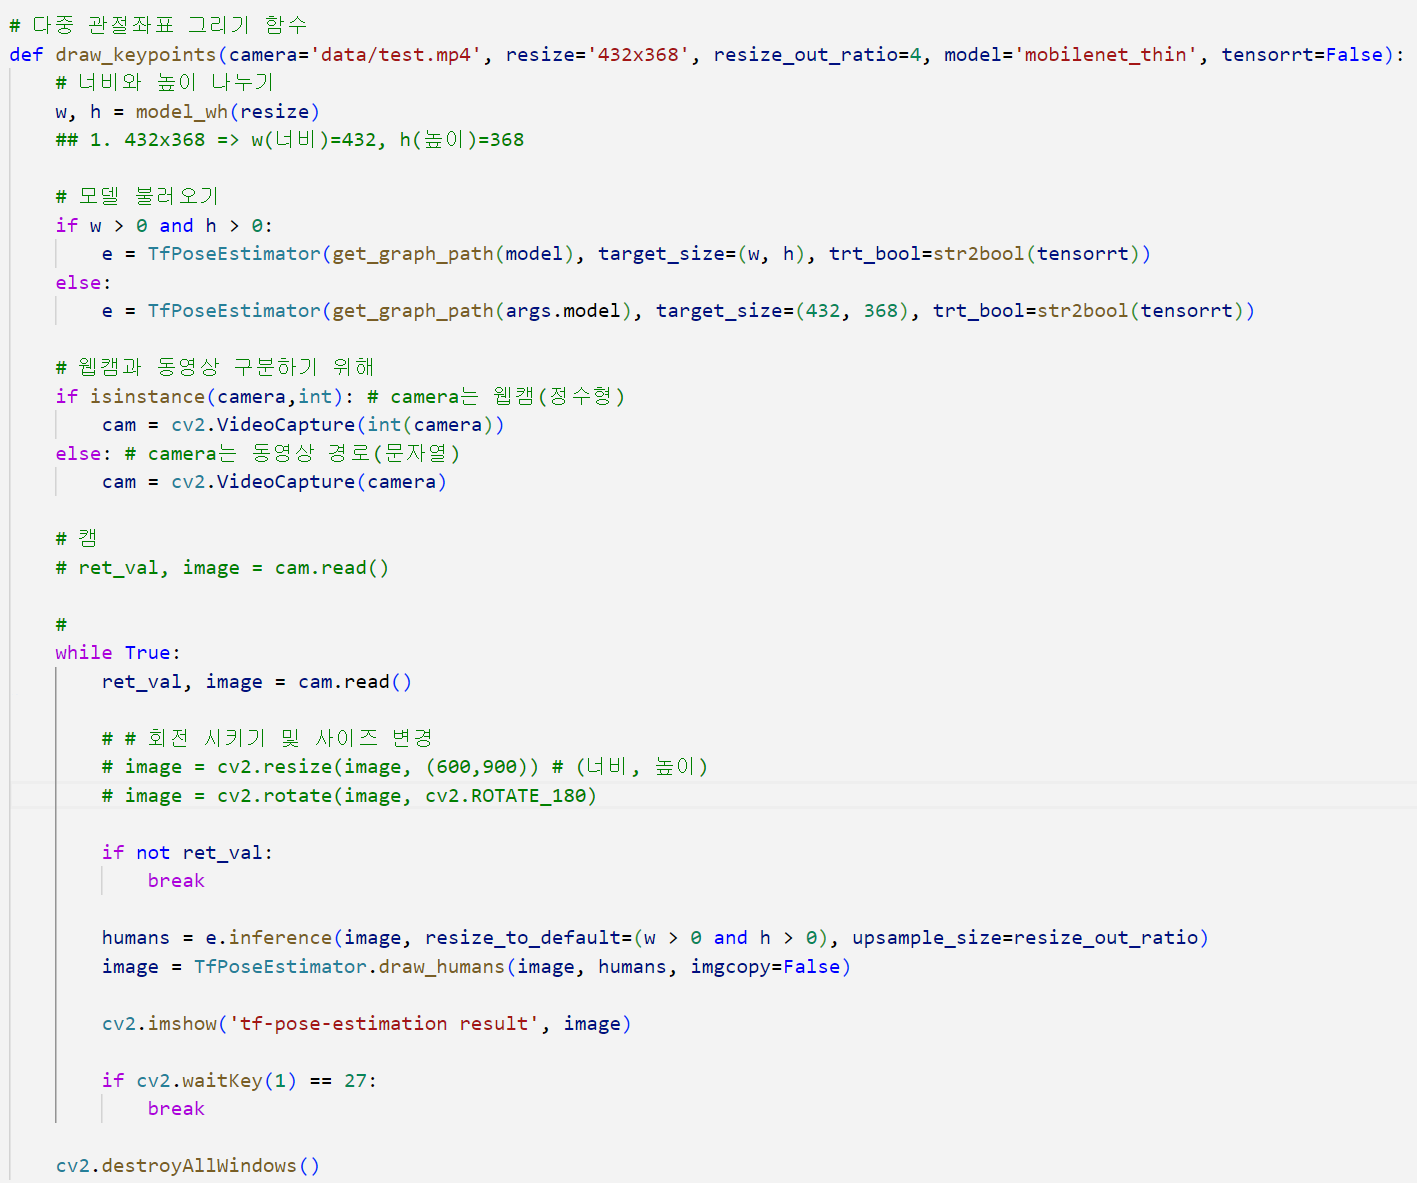 # 다중 관절좌표 그리기 함수
def draw_keypoints(camera='data/test.mp4', resize='432x368', resize_out_ratio=4, model='mobilenet_thin', tensorrt=False):
    # 너비와 높이 나누기
    w, h = model_wh(resize)
    ## 1. 432x368 => w(너비)=432, h(높이)=368

    # 모델 불러오기
    if w > 0 and h > 0:
        e = TfPoseEstimator(get_graph_path(model), target_size=(w, h), trt_bool=str2bool(tensorrt))
    else:
        e = TfPoseEstimator(get_graph_path(args.model), target_size=(432, 368), trt_bool=str2bool(tensorrt))

    # 웹캠과 동영상 구분하기 위해
    if isinstance(camera,int): # camera는 웹캠(정수형)
        cam = cv2.VideoCapture(int(camera))
    else: # camera는 동영상 경로(문자열)
        cam = cv2.VideoCapture(camera)

    # 캠
    # ret_val, image = cam.read()

    #
    while True:
        ret_val, image = cam.read()

        # # 회전 시키기 및 사이즈 변경
        # image = cv2.resize(image, (600,900)) # (너비, 높이)
        # image = cv2.rotate(image, cv2.ROTATE_180)

        if not ret_val:
            break

        humans = e.inference(image, resize_to_default=(w > 0 and h > 0), upsample_size=resize_out_ratio)
        image = TfPoseEstimator.draw_humans(image, humans, imgcopy=False)

        cv2.imshow('tf-pose-estimation result', image)

        if cv2.waitKey(1) == 27:
            break

    cv2.destroyAllWindows()